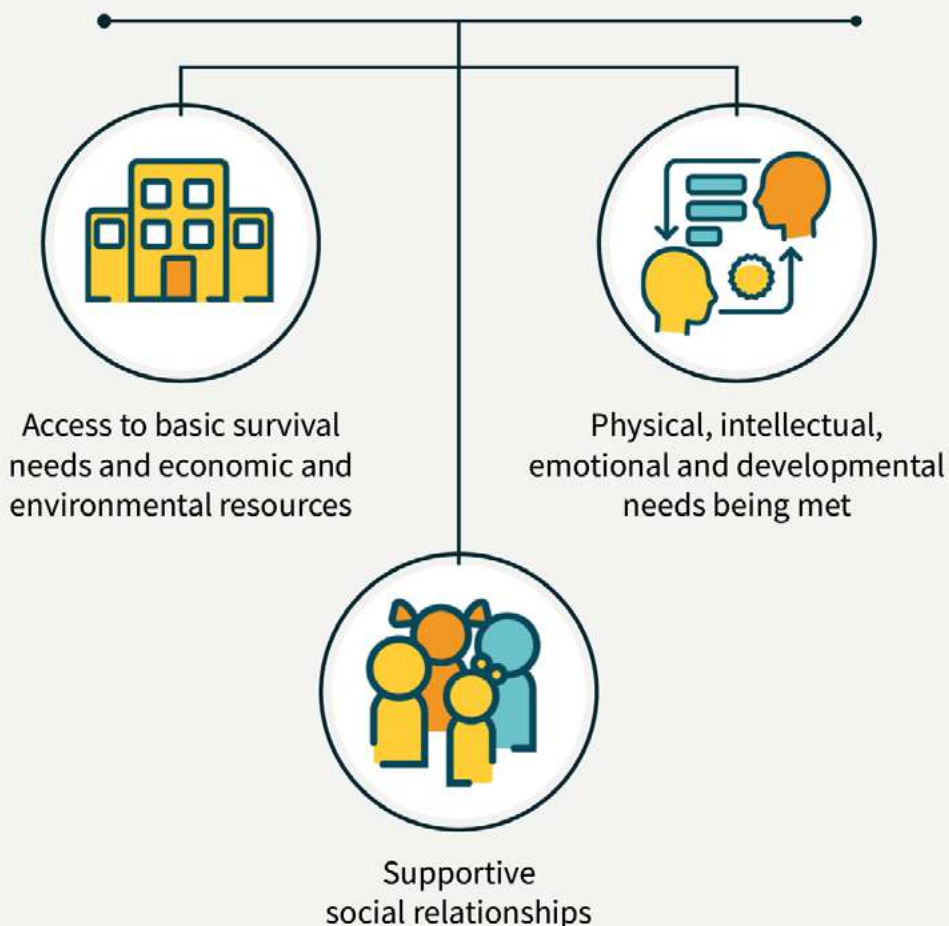 Access to basic survival
needs and economic and
environmental resources
Physical, intellectual,
emotional and developmental
needs being met
Supportive
social relationships